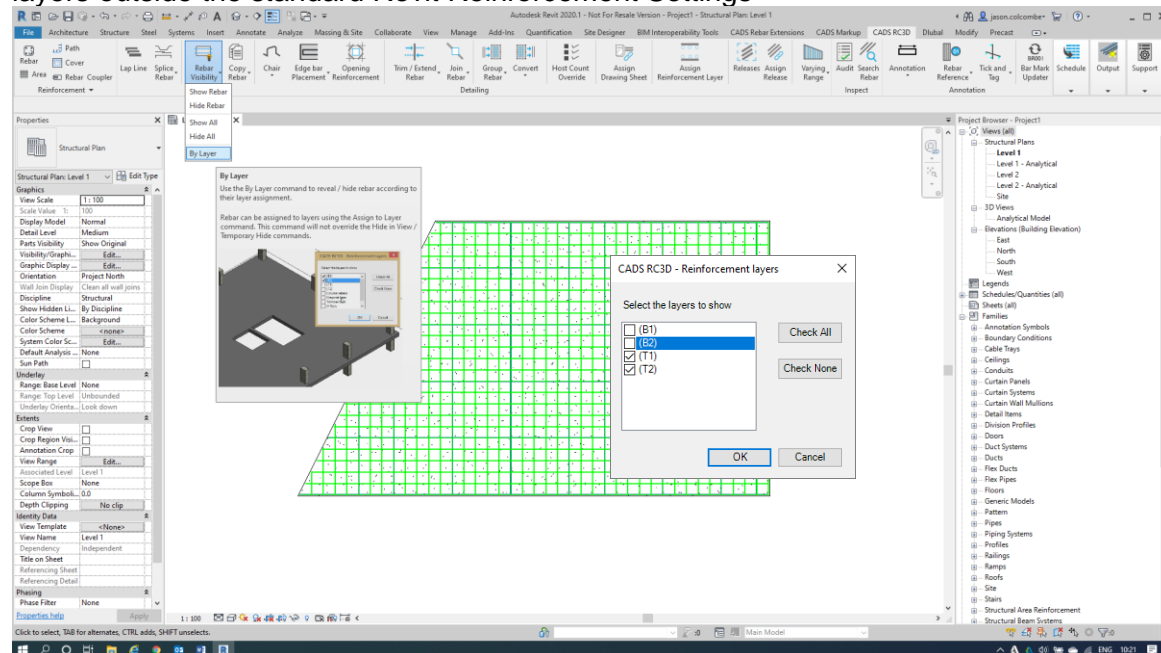 layers outside the standard Revit Reinforcement Settings
Autodesk Revit 2020.1 - Not For Resale Version - Project1 - Structural Plan: Level 1
jason.colcombe
File Architecture Structure Steel Systems Insert Annotate Analyze Massing & Site Collaborate View Manage Add-Ins Quantification Site Designer BIM Interoperability Tools CADS Rebar Extensions CADS Markup CADS RC3D Dlubal Modify Precast
Rebar
Path
Cover
Area
Rebar Coupler
Reinforcement
Lap Line
Splice Rebar
Rebar Visibility
Copy Rebar
Chair
Edge bar Placement
Edge Reinforcement
Opening Reinforcement
Trim / Extend Rebar
Join Rebar
Group Rebar
Convert
Host Count Override
Assign Drawing Sheet
Assign Reinforcement Layer
Releases
Assign Release
Varying Range
Audit
Search Rebar
Annotation
Rebar Reference
Tick and Tag
Bar Mark Updater
Schedule
Output
Support
Detailing
Inspect
Annotation
Show Rebar
Hide Rebar
Show All
Hide All
By Layer
By Layer
Use the By Layer command to reveal / hide rebar according to
their layer assignment.
Rebar can be assigned to layers using the Assign to Layer
command. This command will not override the Hide in View /
Temporary Hide commands.
Properties
Structural Plan
Structural Plan: Level 1
Edit Type
Graphics
View Scale 1 : 100
Scale Value 1: 100
Display Model Normal
Detail Level Medium
Parts Visibility Show Original
Visibility/Graphi... Edit...
Graphic Display ... Edit...
Orientation Project North
Wall Join Display Clean all wall joins
Discipline Structural
Show Hidden Li... By Discipline
Color Scheme L... Background
Color Scheme <none>
System Color Sc... Edit...
Default Analysis ... None
Sun Path
Underlay
Range: Base Level None
Range: Top Level Unbounded
Underlay Orienta... Look down
Extents
Crop View
Crop Region Visi...
Annotation Crop
View Range Edit...
Associated Level Level 1
Scope Box None
Column Symboli... 0.0
Depth Clipping No clip
Identity Data
View Template <None>
View Name Level 1
Dependency Independent
Title on Sheet
Referencing Sheet
Referencing Detail
Phasing
Phase Filter None
Properties help
Apply
CADS RC3D - Reinforcement layers
Select the layers to show
(B1)
(B2)
(T1)
(T2)
Check All
Check None
OK
Cancel
Project Browser - Project1
Views (all)
Structural Plans
Level 1
Level 1 - Analytical
Level 2
Level 2 - Analytical
Site
3D Views
Analytical Model
Elevations (Building Elevation)
East
North
South
West
Legends
Schedules/Quantities (all)
Sheets (all)
Families
Annotation Symbols
Boundary Conditions
Cable Trays
Ceilings
Conduits
Curtain Panels
Curtain Systems
Curtain Wall Mullions
Detail Items
Division Profiles
Doors
Duct Systems
Ducts
Flex Ducts
Flex Pipes
Floors
Generic Models
Pattern
Pipes
Piping Systems
Profiles
Railings
Ramps
Roofs
Site
Stairs
Structural Area Reinforcement
Structural Beam Systems
1 : 100
Click to select, TAB for alternates, CTRL adds, SHIFT unselects.
:0
Main Model
:0
ENG 10:21